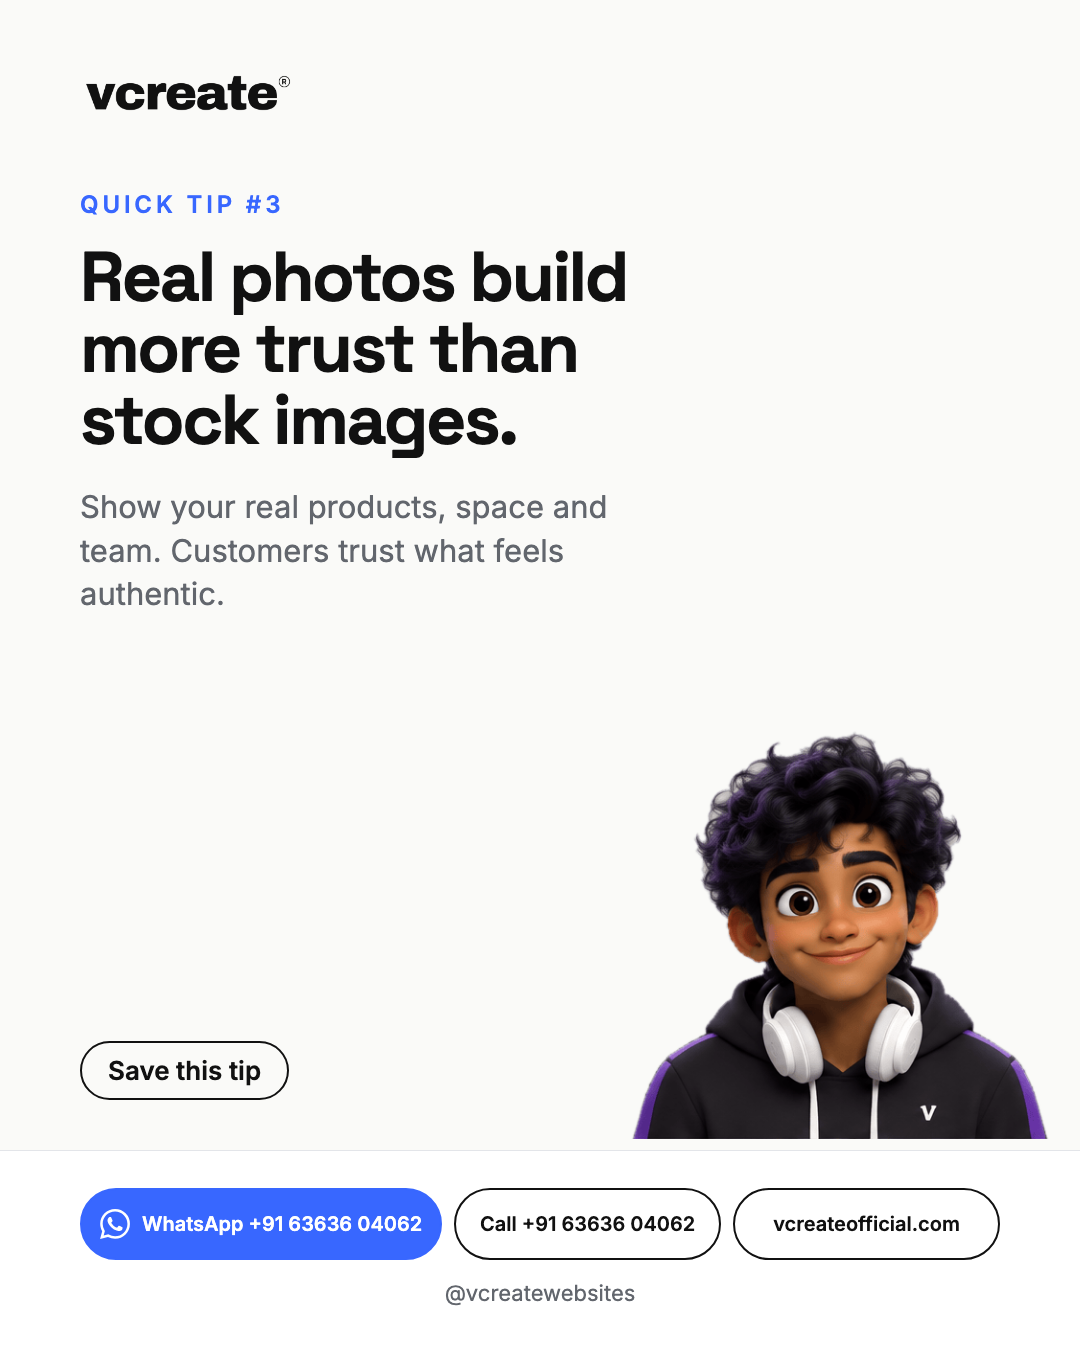 vcreate®
QUICK TIP #3
Real photos build
more trust than
stock images.
Show your real products, space and
team. Customers trust what feels
authentic.
v
Save this tip
WhatsApp +91 63636 04062
Call +91 63636 04062
vcreateofficial.com
@vcreatewebsites